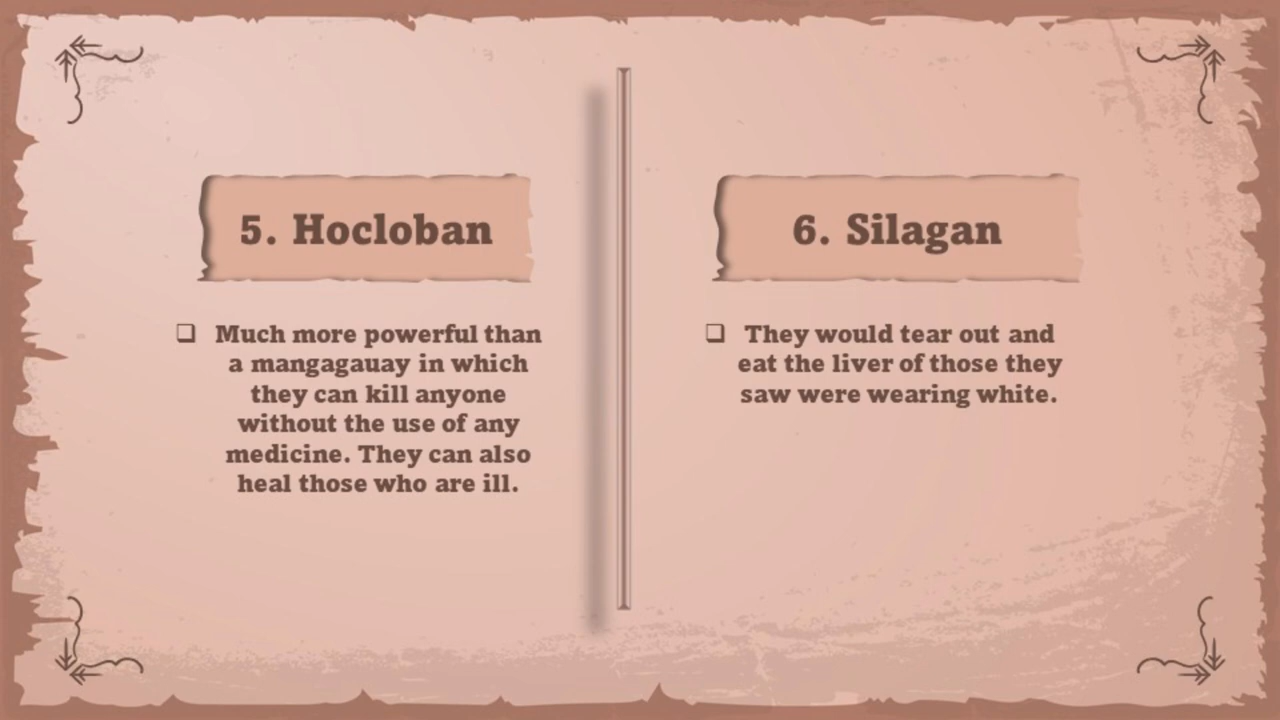 5. Hocloban
❑ Much more powerful than
a mangagauay in which
they can kill anyone
without the use of any
medicine. They can also
heal those who are ill.
6. Silagan
❑ They would tear out and
eat the liver of those they
saw were wearing white.